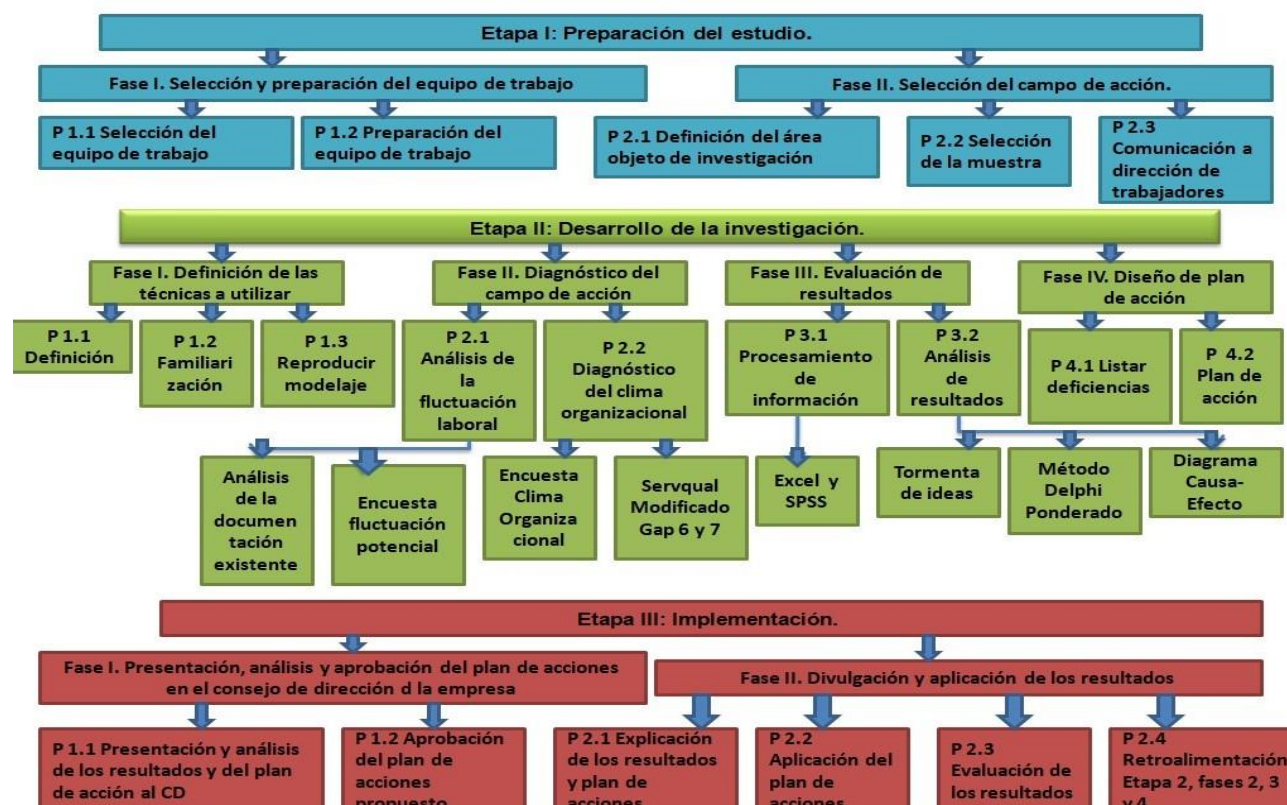 Etapa I: Preparación del estudio.
Fase I. Selección y preparación del equipo de trabajo
Fase II. Selección del campo de acción.
P 1.1 Selección del
equipo de trabajo
P 1.2 Preparación del
equipo de trabajo
P 2.1 Definición del área
objeto de investigación
P 2.2 Selección
de la muestra
P 2.3
Comunicación a
dirección de
trabajadores
Etapa II: Desarrollo de la investigación.
Fase I. Definición de las
técnicas a utilizar
Fase II. Diagnóstico del
campo de acción
Fase III. Evaluación de
resultados
Fase IV. Diseño de plan
de acción
P 1.1
Definición
P 1.2
Familiari
zación
P 1.3
Reproducir
modelaje
P 2.1
Análisis de
la
fluctuación
laboral
P 2.2
Diagnóstico
del clima
organizacional
P 3.1
Procesamiento
de
información
P 3.2
Análisis
de
resultados
P 4.1 Listar
deficiencias
P 4.2
Plan de
acción
Análisis
de la
documen
tación
existente
Encuesta
fluctuación
potencial
Encuesta
Clima
Organiza
cional
Servqual
Modificado
Gap 6 y 7
Excel y
SPSS
Tormenta
de ideas
Método
Delphi
Ponderado
Diagrama
Causa-
Efecto
Etapa III: Implementación.
Fase I. Presentación, análisis y aprobación del plan de acciones
en el consejo de dirección d la empresa
Fase II. Divulgación y aplicación de los resultados
P 1.1 Presentación y análisis
de los resultados y del plan
de acción al CD
P 1.2 Aprobación
del plan de
acciones
propuesto
P 2.1 Explicación
de los resultados
y plan de
acciones
P 2.2
Aplicación del
plan de
acciones
P 2.3
Evaluación de
los resultados
P 2.4
Retroalimentación
Etapa 2, fases 2, 3
y 4